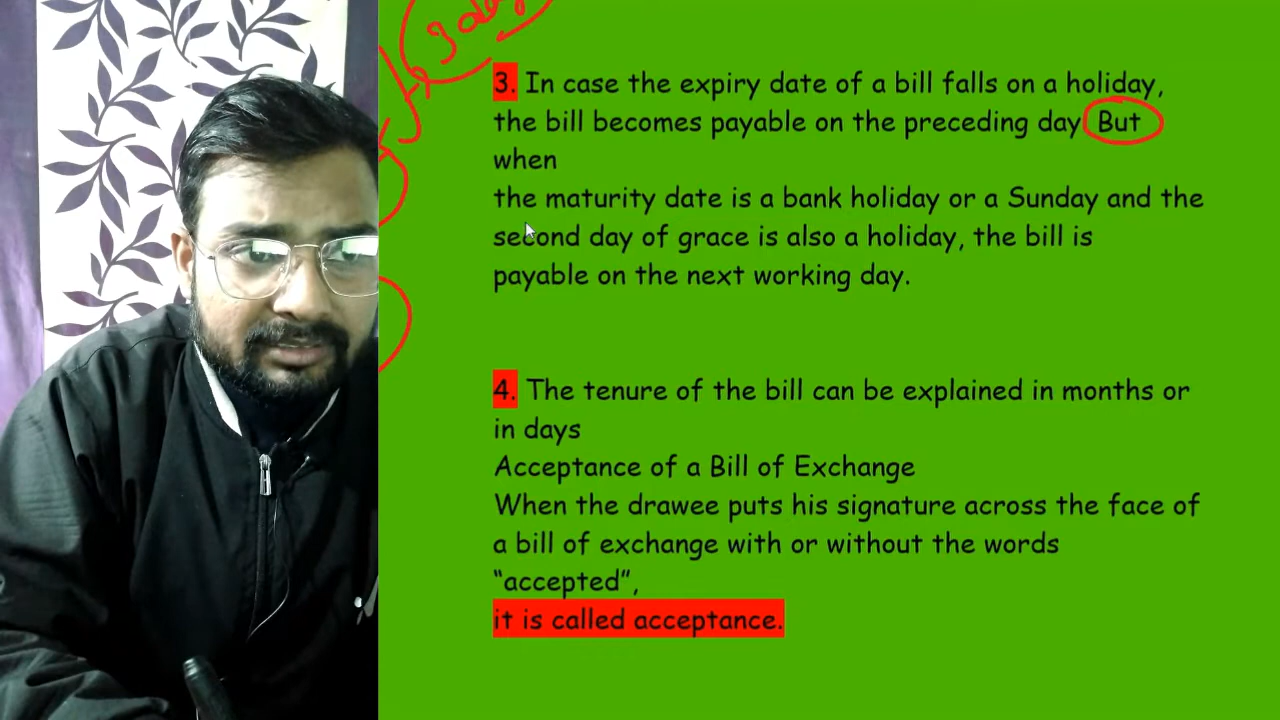 3. In case the expiry date of a bill falls on a holiday,
the bill becomes payable on the preceding day But
when
the maturity date is a bank holiday or a Sunday and the
second day of grace is also a holiday, the bill is
payable on the next working day.
4. The tenure of the bill can be explained in months or
in days
Acceptance of a Bill of Exchange
When the drawee puts his signature across the face of
a bill of exchange with or without the words
“accepted”,
it is called acceptance.